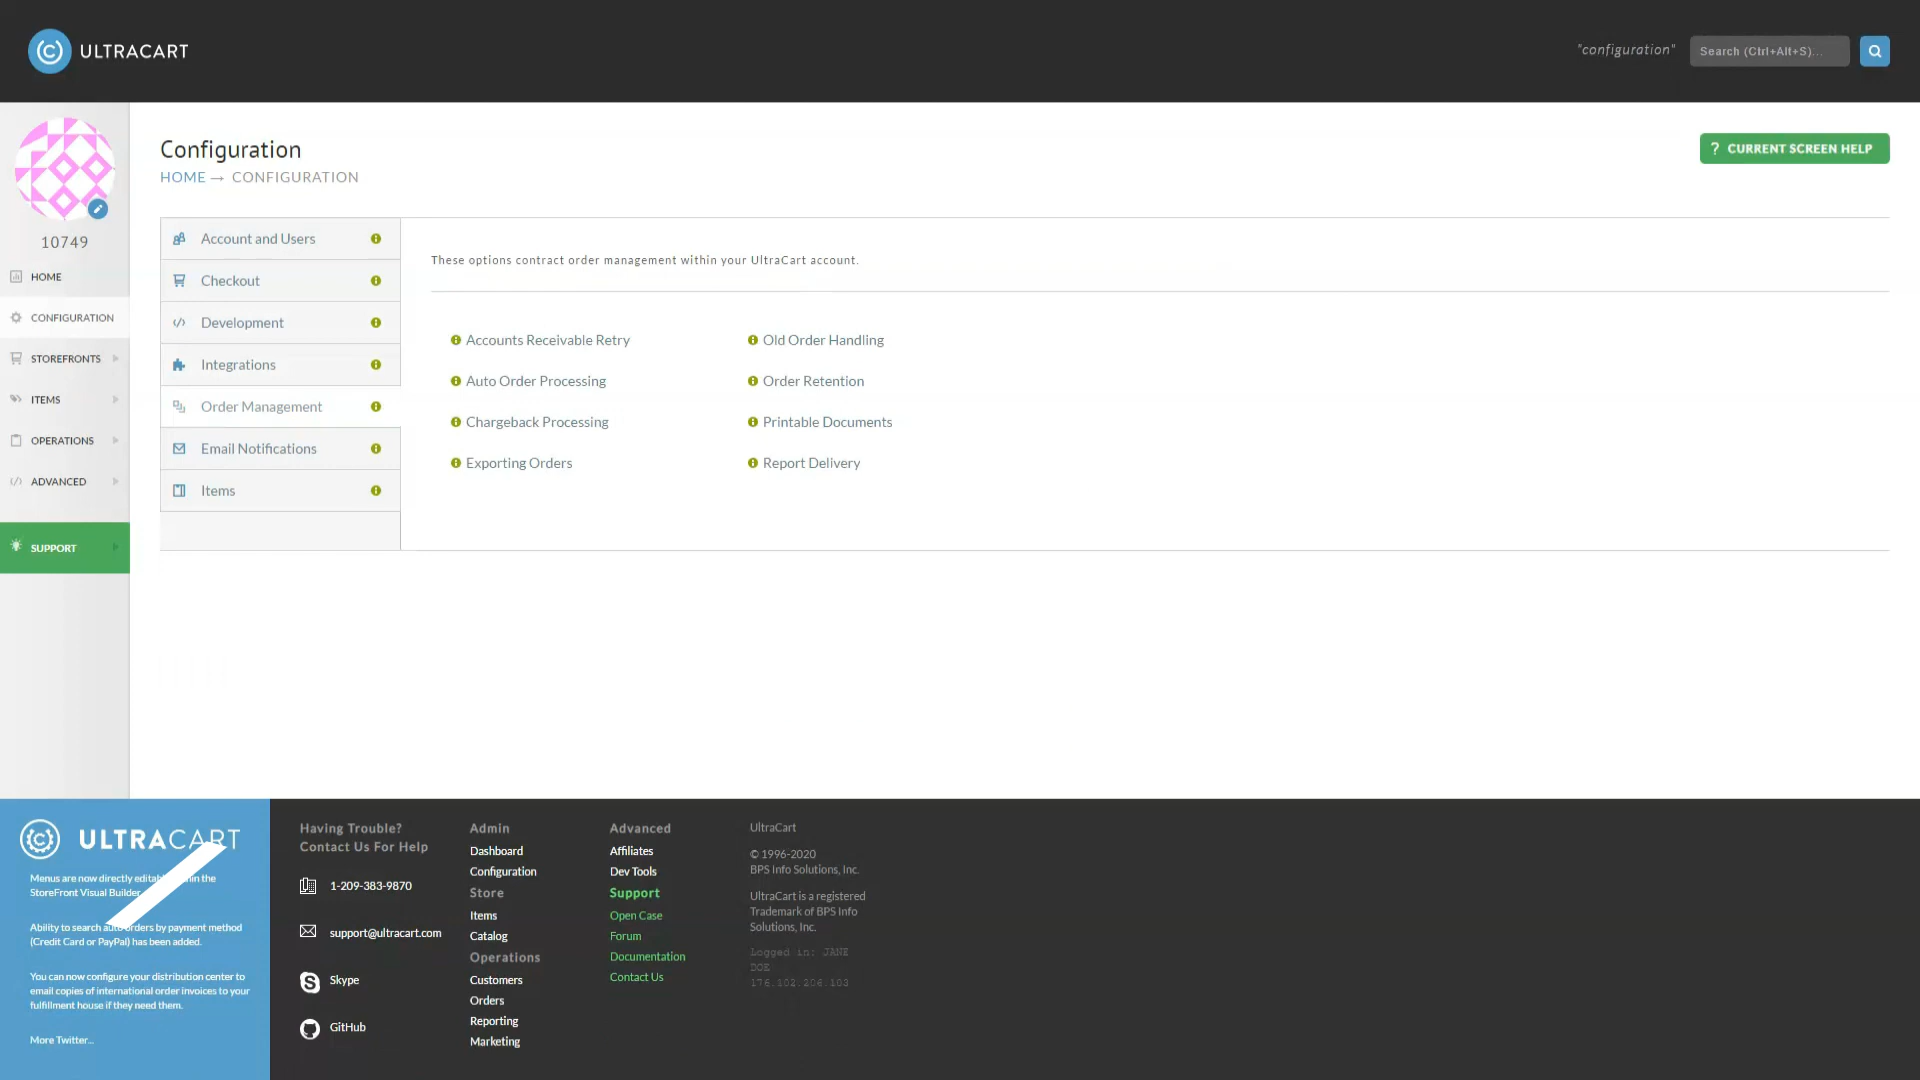 ULTRACART
"configuration"
Search (Ctrl+Alt+S)...
Configuration
HOME → CONFIGURATION
? CURRENT SCREEN HELP
10749
HOME
CONFIGURATION
STOREFRONTS
ITEMS
OPERATIONS
ADVANCED
SUPPORT
Account and Users
Checkout
Development
Integrations
Order Management
Email Notifications
Items
These options contract order management within your UltraCart account.
Accounts Receivable Retry
Auto Order Processing
Chargeback Processing
Exporting Orders
Old Order Handling
Order Retention
Printable Documents
Report Delivery
ULTRACART
Menus are now directly the
StoreFront Visual Builder
Ability to search auto orders by payment method
(Credit Card or PayPal) has been added.
You can now configure your distribution center to
email copies of international order invoices to your
fulfillment house if they need them.
More Twitter...
Having Trouble?
Contact Us For Help
1-209-383-9870
support@ultracart.com
Skype
GitHub
Admin
Dashboard
Configuration
Store
Items
Catalog
Operations
Customers
Orders
Reporting
Marketing
Advanced
Affiliates
Dev Tools
Support
Open Case
Forum
Documentation
Contact Us
UltraCart
© 1996-2020
BPS Info Solutions, Inc.
UltraCart is a registered
Trademark of BPS Info
Solutions, Inc.
Logged in: JANE
DOE
176.102.206.103